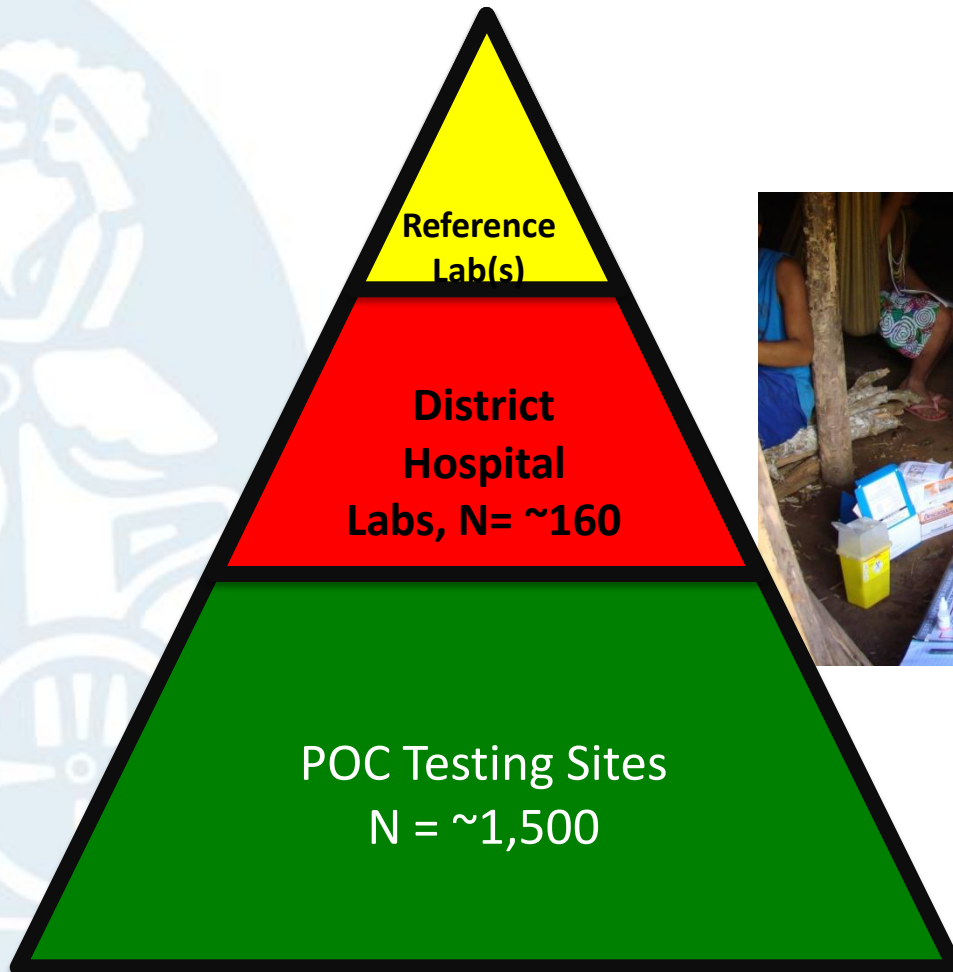 Reference
Lab(s)
District
Hospital
Labs, N= ~160
POC Testing Sites
N = ~1,500